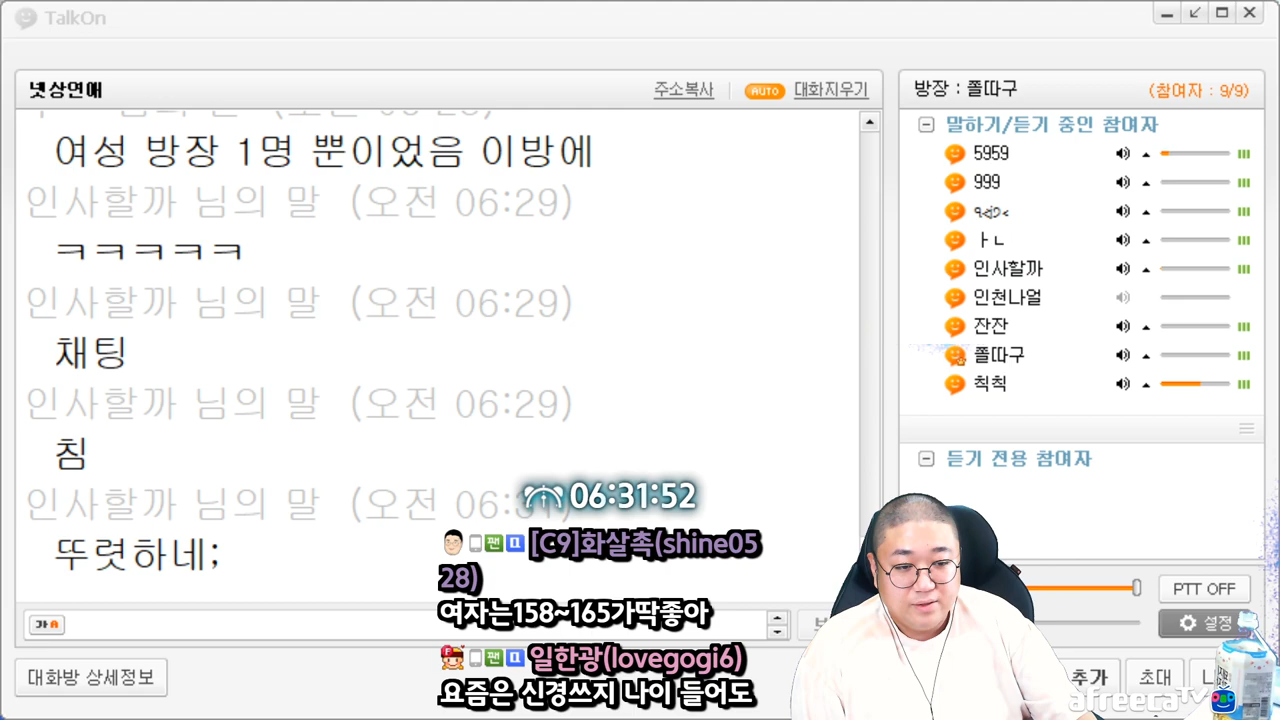 TalkOn
넷상연애
주소복사
AUTO 대화지우기
여성 방장 1명 뿐이었음 이방에
인사할까 님의 말 (오전 06:29)
ㅋㅋㅋㅋㅋ
인사할까 님의 말 (오전 06:29)
채팅
인사할까 님의 말 (오전 06:29)
침
인사할까 님의 말 (오전
뚜렷하네;
가A
대화방 상세정보
방장 : 쫄따구
(참여자 : 9/9)
말하기/듣기 중인 참여자
5959
999
ㅏㄴ
인사할까
인천나얼
잔잔
쫄따구
칙칙
듣기 전용 참여자
PTT OFF
설정
추가
초대
06:31:52
팬 [C9]화살촉(shine05
28)
여자는158~165가딱좋아
팬 일한광(lovegogi6)
요즘은 신경쓰지 나이 들어도
afreecaTV